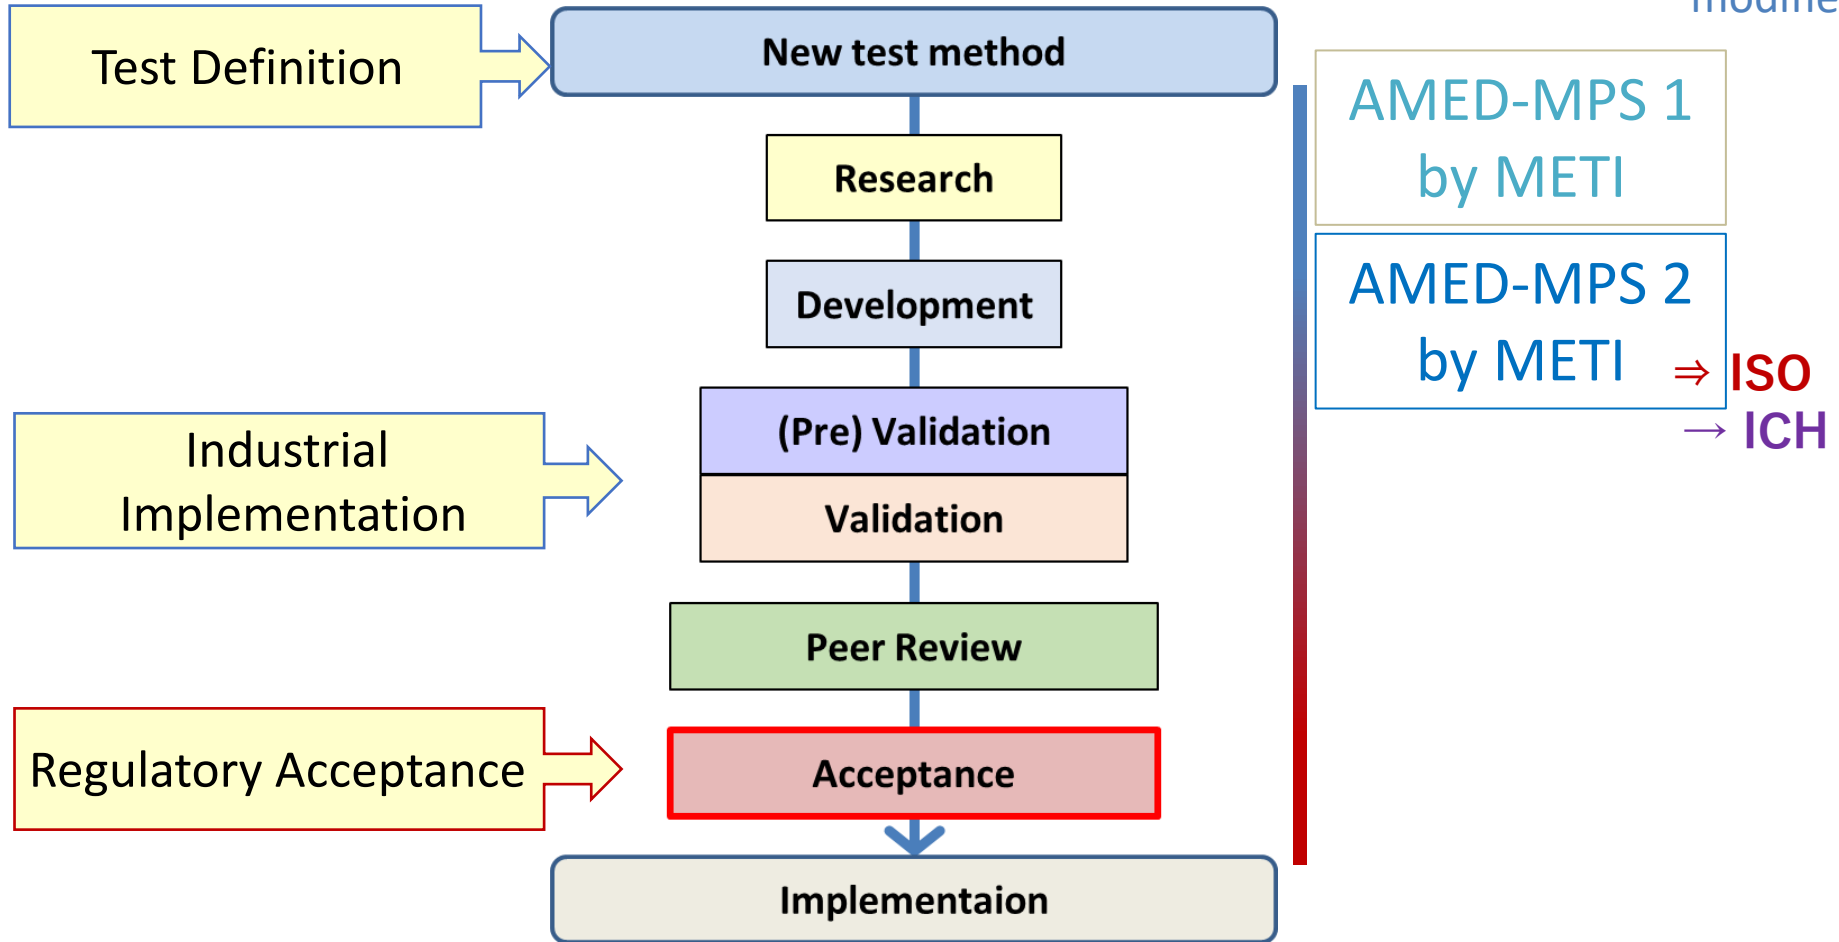 Test Definition
New test method
AMED-MPS 1
by METI
Research
Development
AMED-MPS 2
by METI
⇒ ISO
→ ICH
Industrial
Implementation
(Pre) Validation
Validation
Peer Review
Regulatory Acceptance
Acceptance
Implementaion